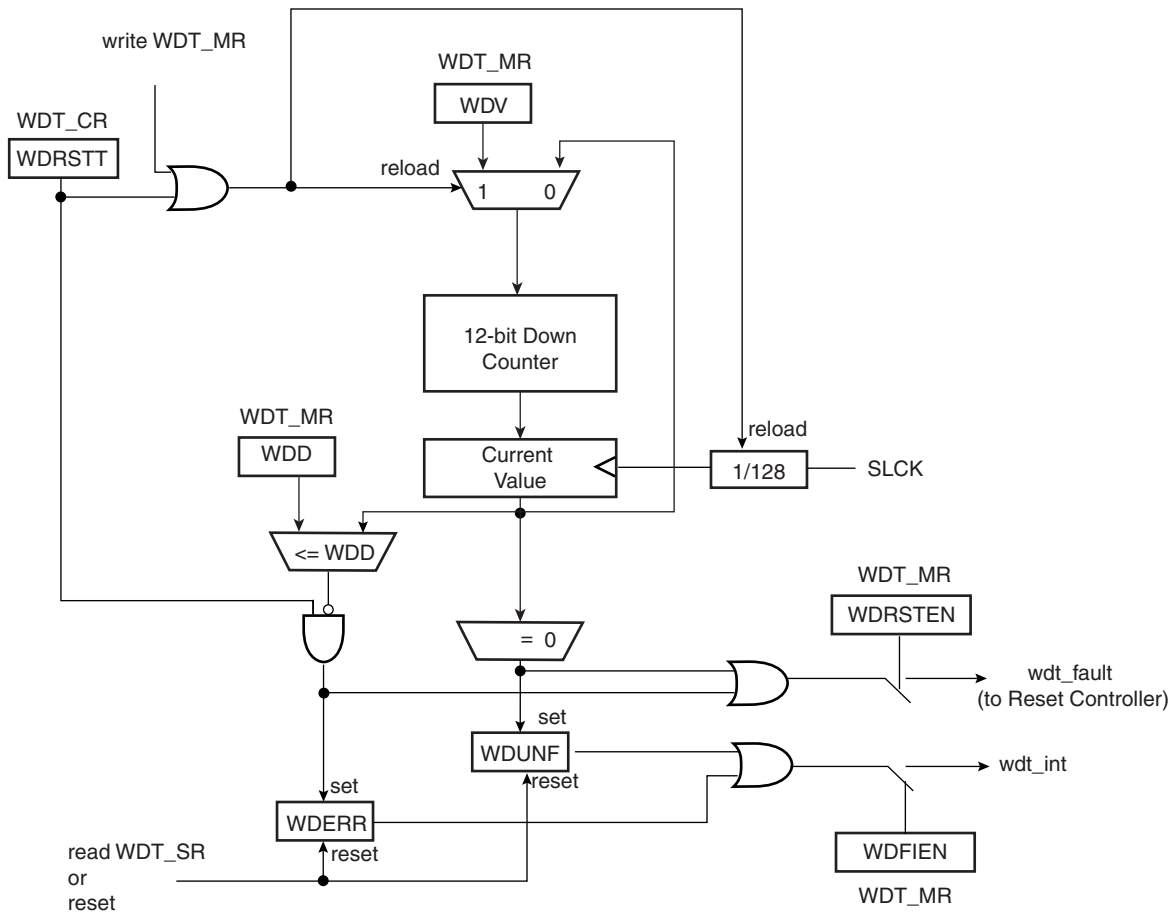 write WDT_MR
WDT_MR
WDV
WDT_CR
WDRSTT
reload
1 0
12-bit Down
Counter
WDT_MR
WDD
reload
Current
Value
1/128
SLCK
<= WDD
WDT_MR
WDRSTEN
= 0
wdt_fault
(to Reset Controller)
set
WDUNF
reset
wdt_int
set
WDERR
reset
WDFIEN
WDT_MR
read WDT_SR
or
reset